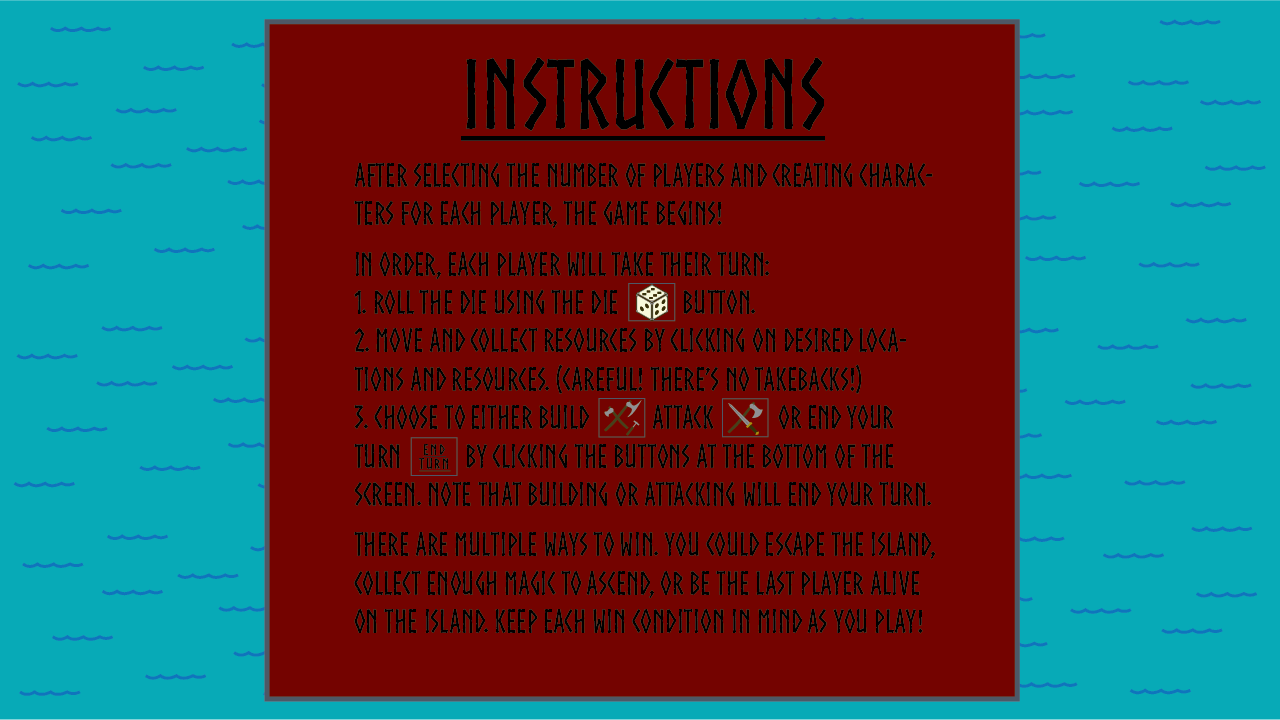 INSTRUCTIONS
AFTER SELECTING THE NUMBER OF PLAYERS AND CREATING CHARAC-
TERS FOR EACH PLAYER, THE GAME BEGINS!
IN ORDER, EACH PLAYER WILL TAKE THEIR TURN:
1. ROLL THE DIE USING THE DIE BUTTON.
2. MOVE AND COLLECT RESOURCES BY CLICKING ON DESIRED LOCA-
TIONS AND RESOURCES. (CAREFUL! THERE'S NO TAKEBACKS!)
3. CHOOSE TO EITHER BUILD ATTACK OR END YOUR
TURN END TURN BY CLICKING THE BUTTONS AT THE BOTTOM OF THE
SCREEN. NOTE THAT BUILDING OR ATTACKING WILL END YOUR TURN.
THERE ARE MULTIPLE WAYS TO WIN. YOU COULD ESCAPE THE ISLAND,
COLLECT ENOUGH MAGIC TO ASCEND, OR BE THE LAST PLAYER ALIVE
ON THE ISLAND. KEEP EACH WIN CONDITION IN MIND AS YOU PLAY!